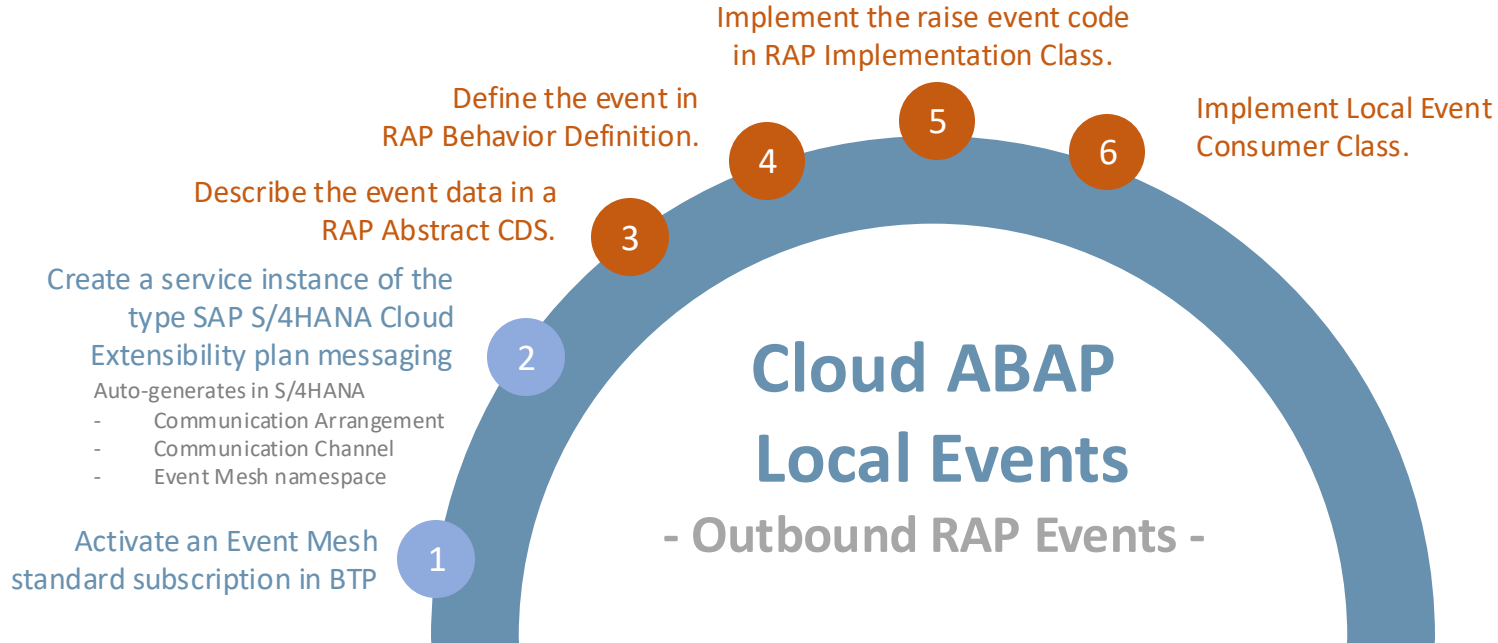 Implement the raise event code
in RAP Implementation Class.
5
Define the event in
RAP Behavior Definition.
4
6
Implement Local Event
Consumer Class.
Describe the event data in a
RAP Abstract CDS.
3
Create a service instance of the
type SAP S/4HANA Cloud
Extensibility plan messaging
2
Auto-generates in S/4HANA
- Communication Arrangement
- Communication Channel
- Event Mesh namespace
Activate an Event Mesh
standard subscription in BTP
1
Cloud ABAP
Local Events
- Outbound RAP Events -